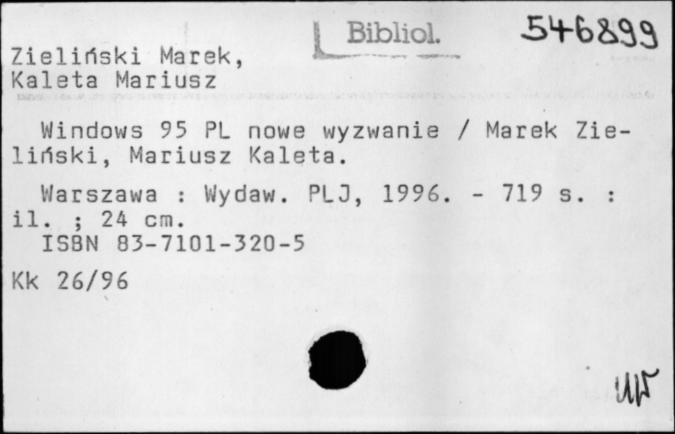 Bibliol.
546899
Zieliński Marek,
Kaleta Mariusz
Windows 95 PL nowe wyzwanie / Marek Zie-
liński, Mariusz Kaleta.
Warszawa : Wydaw. PLJ, 1996. - 719 s. :
il. ; 24 cm.
ISBN 83-7101-320-5
Kk 26/96
UW